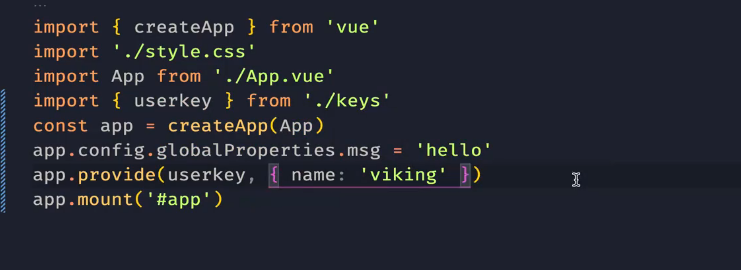 import { createApp } from 'vue'
import './style.css'
import App from './App.vue'
import { userkey } from './keys'
const app = createApp(App)
app.config.globalProperties.msg = 'hello'
app.provide(userkey, { name: 'viking' })
app.mount('#app')